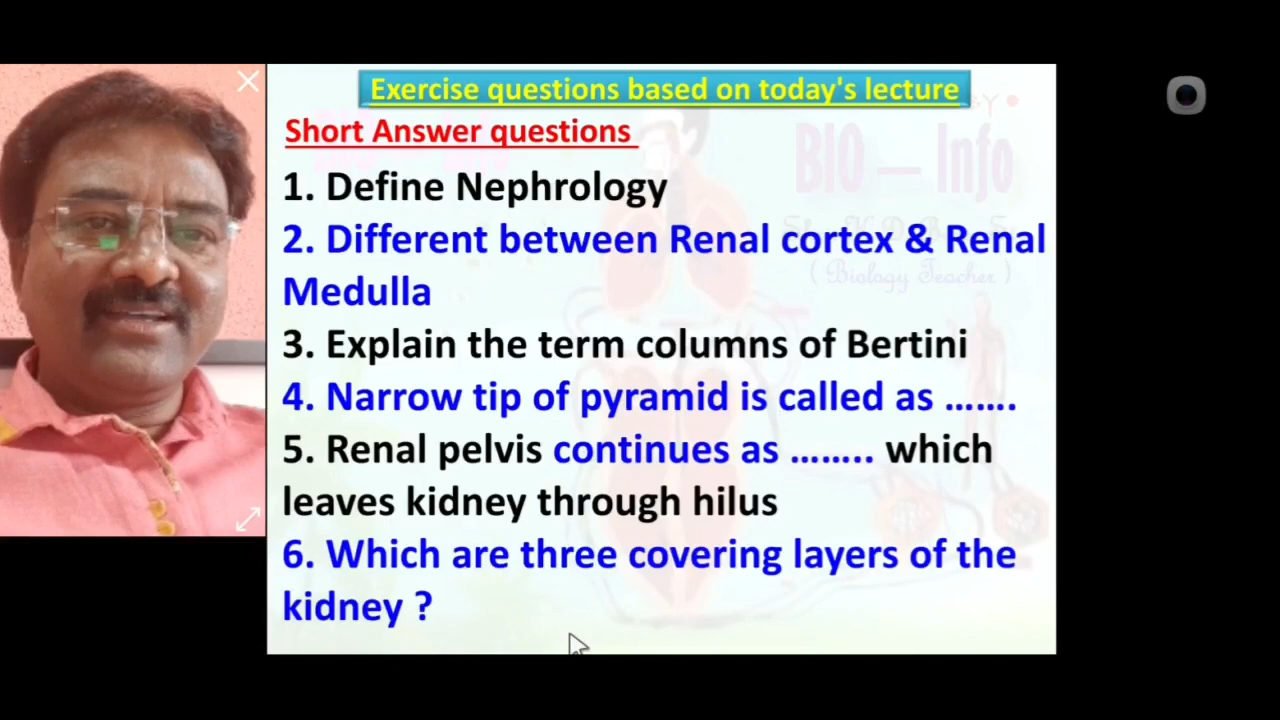 Exercise questions based on today's lecture
Short Answer questions
BIO – Info
1. Define Nephrology
2. Different between Renal cortex & Renal
( Biology Teacher )
Medulla
3. Explain the term columns of Bertini
4. Narrow tip of pyramid is called as …….
5. Renal pelvis continues as …….. which
leaves kidney through hilus
6. Which are three covering layers of the
kidney ?